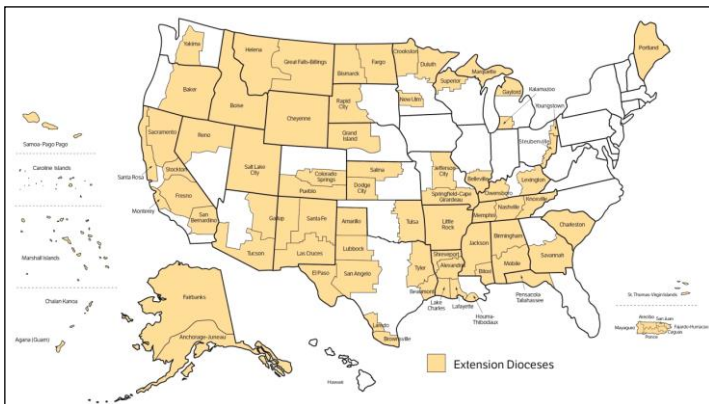 Yakima
Helena
Great Falls-Billings
Bismarck
Fargo
Crookston
Duluth
Superior
Marquette
Gaylord
Kalamazoo
Portland
Youngstown
Steubenville
Baker
Boise
Cheyenne
Rapid
City
Grand
Island
New Ulm
Sacramento
Reno
Salt Lake
City
Santa Rosa
Stockton
Fresno
Monterey
San
Bernardino
Colorado
Springs
Pueblo
Salina
Dodge
City
Jefferson
City
Springfield-Cape
Girardeau
Belleville
Owensboro
Lexington
Knoxville
Nashville
Memphis
Gallup
Santa Fe
Tucson
Las Cruces
Amarillo
Lubbock
El Paso
San Angelo
Tulsa
Little
Rock
Tyler
Shreveport
Alexandria
Jackson
Biloxi
Birmingham
Mobile
Charleston
Savannah
Beaumont
Lake
Charles
Lafayette
Houma-
Thibodaux
Pensacola-
Tallahassee
Laredo
Brownsville
Samoa-Pago Pago
Caroline Islands
Marshall Islands
Chalan Kanoa
Agana (Guam)
Fairbanks
Anchorage-Juneau
Hawaii
St. Thomas-Virgin Islands
Arecibo
San Juan
Mayaguez
Fajardo-Humacao
Caguas
Ponce
Extension Dioceses